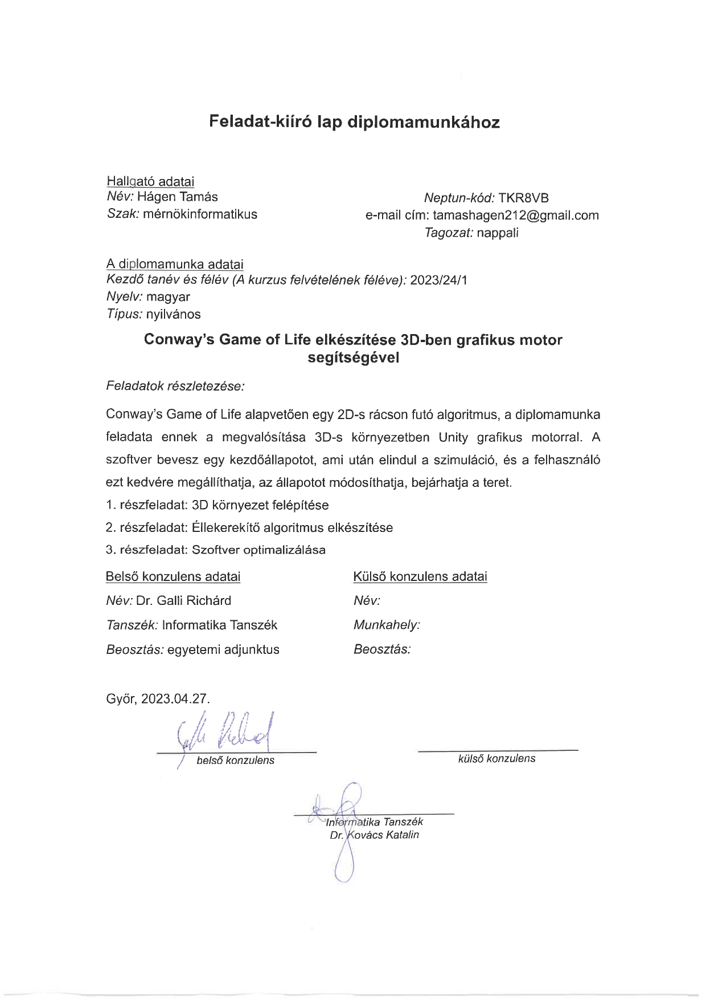 Feladat-kiíró lap diplomamunkához
Hallgató adatai
Név: Hágen Tamás
Neptun-kód: TKR8VB
Szak: mérnökinformatikus
e-mail cím: tamashagen212@gmail.com
Tagozat: nappali
A diplomamunka adatai
Kezdő tanév és félév (A kurzus felvételének féléve): 2023/24/1
Nyelv: magyar
Típus: nyilvános
Conway's Game of Life elkészítése 3D-ben grafikus motor
segítségével
Feladatok részletezése:
Conway's Game of Life alapvetően egy 2D-s rácson futó algoritmus, a diplomamunka
feladata ennek a megvalósítása 3D-s környezetben Unity grafikus motorral. A
szoftver bevesz egy kezdőállapotot, ami után elindul a szimuláció, és a felhasználó
ezt kedvére megállíthatja, az állapotot módosíthatja, bejárhatja a teret.
1. részfeladat: 3D környezet felépítése
2. részfeladat: Éllekerekítő algoritmus elkészítése
3. részfeladat: Szoftver optimalizálása
Belső konzulens adatai
Külső konzulens adatai
Név: Dr. Galli Richárd
Név:
Tanszék: Informatika Tanszék
Munkahely:
Beosztás: egyetemi adjunktus
Beosztás:
Győr, 2023.04.27.
belső konzulens
külső konzulens
Informatika Tanszék
Dr. Kovács Katalin